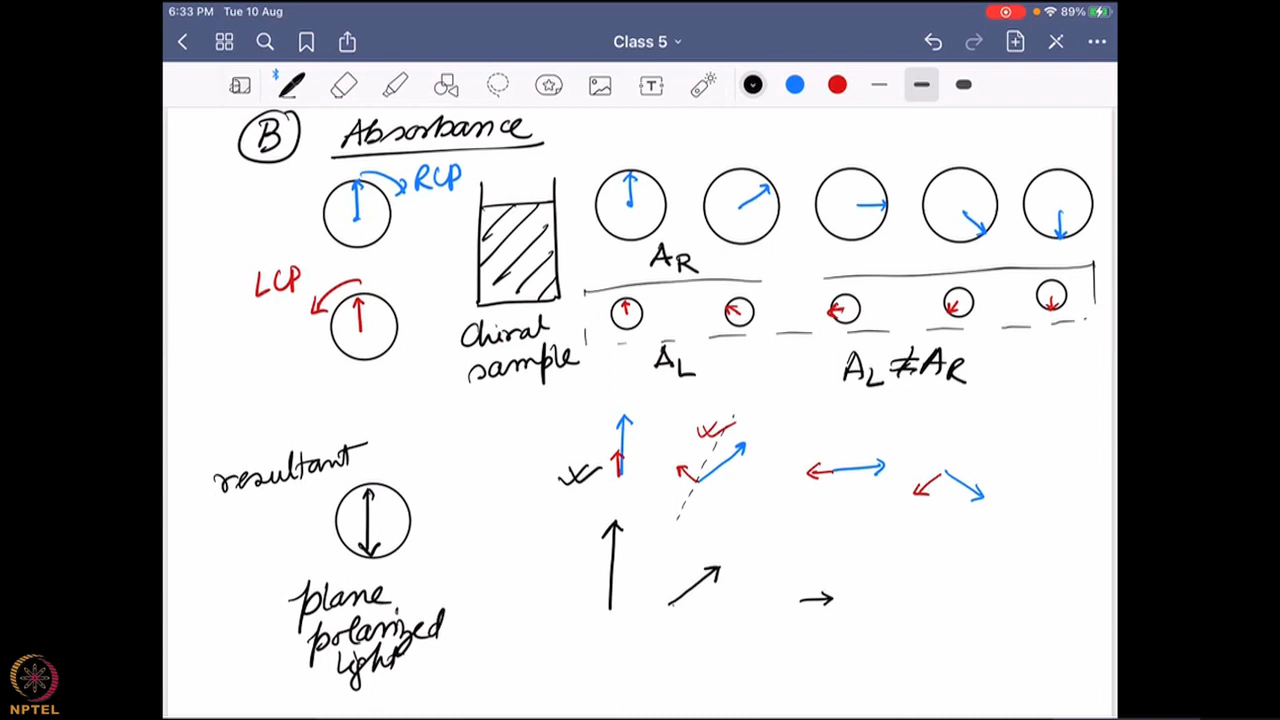 6:33 PM Tue 10 Aug
89%
Class 5
T
B Absorbance
RCP
LCP
Chiral
sample
AR
AL
AL ≠ AR
resultant
plane
polarized
light
NPTEL